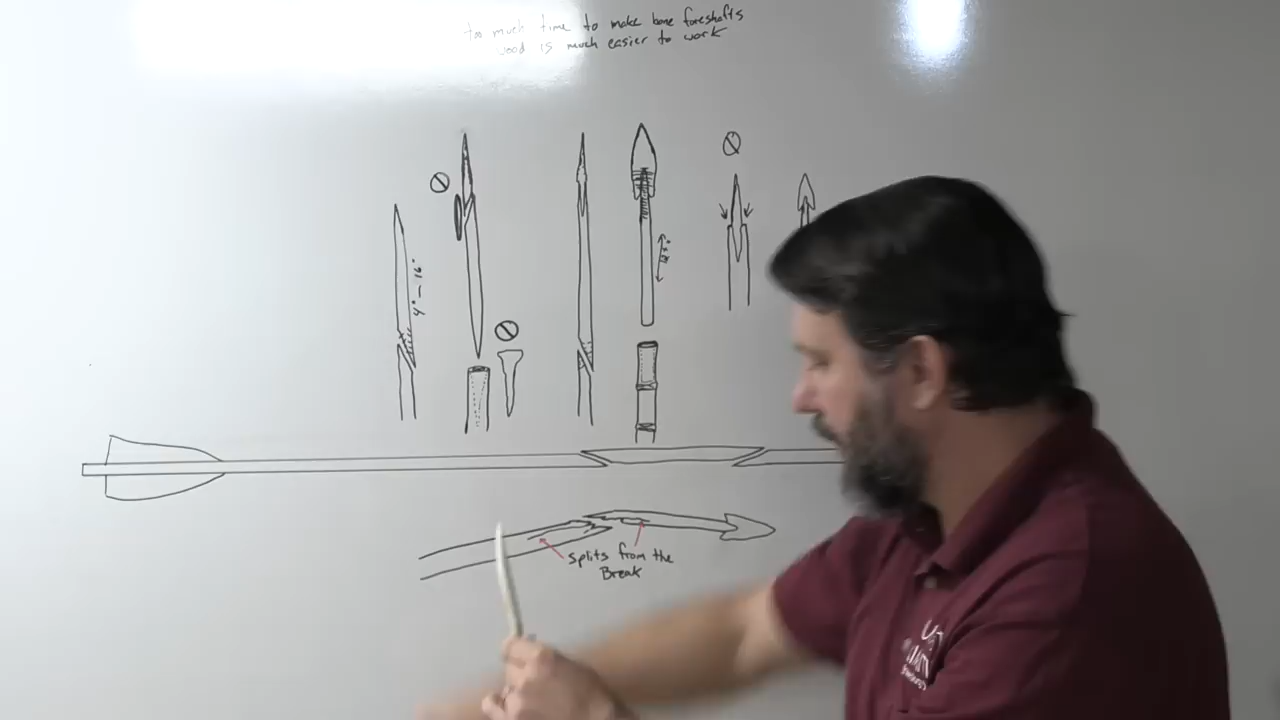 too much time to make bone foreshafts
wood is much easier to work
4" – 16"
splits from the
Break